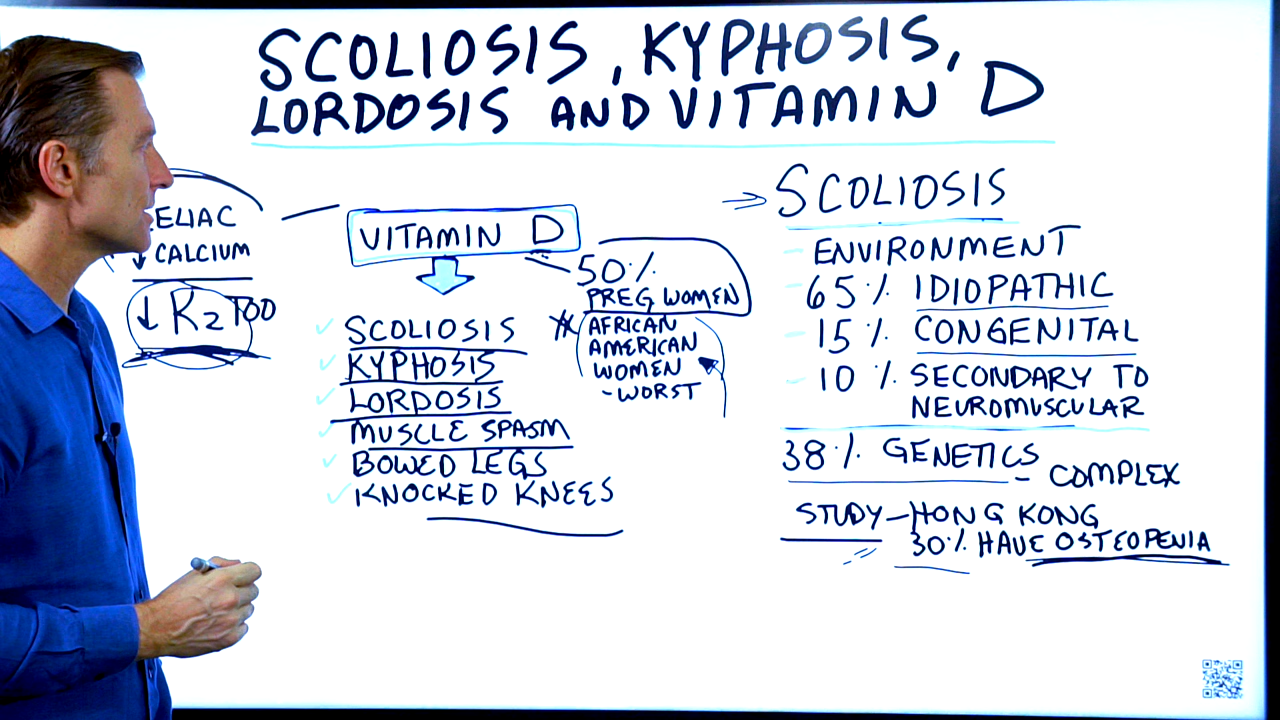 SCOLIOSIS, KYPHOSIS,
LORDOSIS AND VITAMIN D
ELIAC
↓ CALCIUM
↓ K2 TOO
VITAMIN D
✓ SCOLIOSIS
✓ KYPHOSIS
✓ LORDOSIS
✓ MUSCLE SPASM
✓ BOWED LEGS
✓ KNOCKED KNEES
50%
PREG WOMEN
AFRICAN
AMERICAN
WOMEN
- WORST
→ SCOLIOSIS
- ENVIRONMENT
- 65% IDIOPATHIC
- 15% CONGENITAL
- 10% SECONDARY TO
NEUROMUSCULAR
38% GENETICS
- COMPLEX
STUDY - HONG KONG
30% HAVE OSTEOPENIA